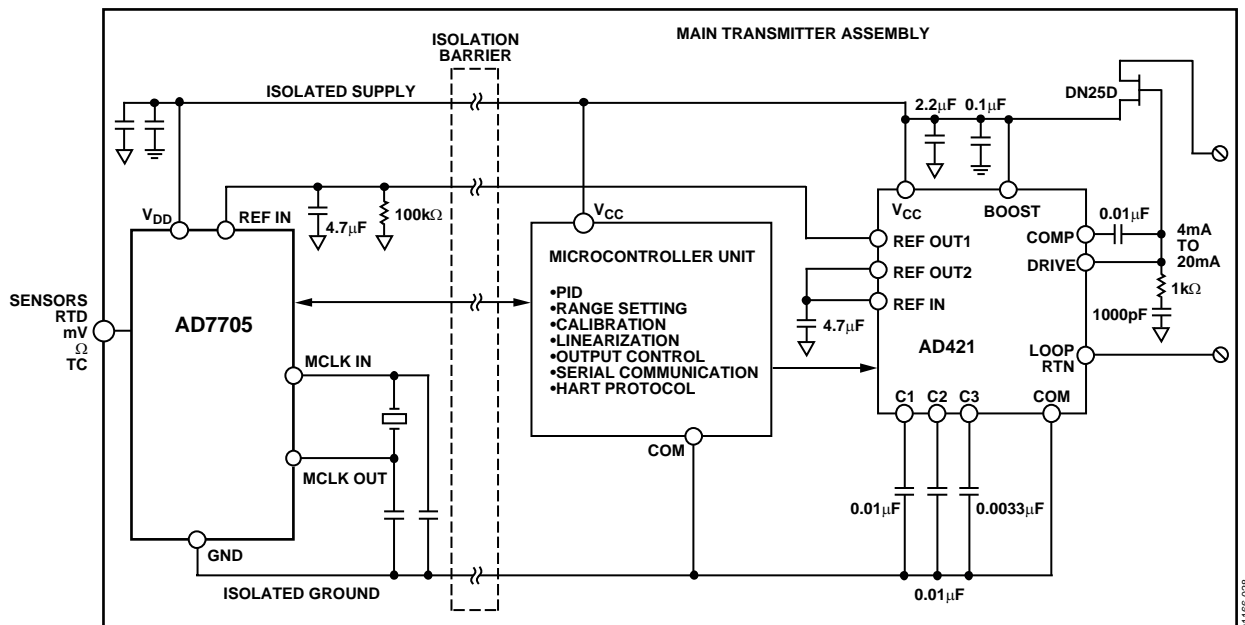 MAIN TRANSMITTER ASSEMBLY
ISOLATION
BARRIER
ISOLATED SUPPLY
DN25D
2.2μF
0.1μF
VDD
REF IN
4.7μF
100kΩ
VCC
VCC
BOOST
REF OUT1
REF OUT2
REF IN
COMP
DRIVE
0.01μF
4mA
TO
20mA
1kΩ
1000pF
MICROCONTROLLER UNIT
•PID
•RANGE SETTING
•CALIBRATION
•LINEARIZATION
•OUTPUT CONTROL
•SERIAL COMMUNICATION
•HART PROTOCOL
SENSORS
RTD
mV
Ω
TC
AD7705
MCLK IN
MCLK OUT
4.7μF
AD421
LOOP
RTN
C1
C2
C3
COM
COM
0.01μF
0.0033μF
GND
ISOLATED GROUND
0.01μF